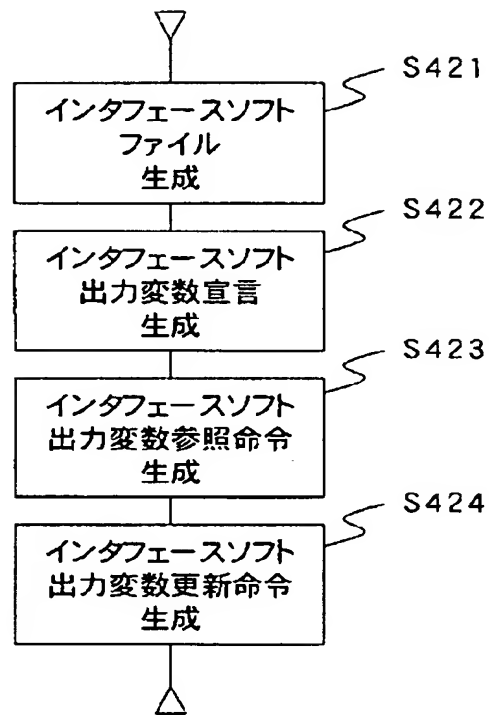 S421
インタフェースソフト
ファイル
生成
S422
インタフェースソフト
出力変数宣言
生成
S423
インタフェースソフト
出力変数参照命令
生成
S424
インタフェースソフト
出力変数更新命令
生成